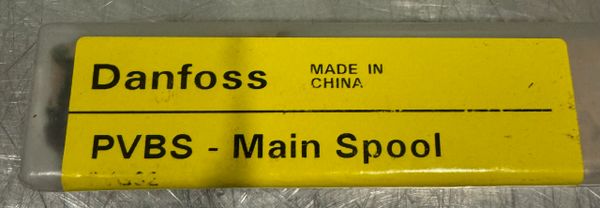 Danfoss
MADE IN
CHINA
PVBS - Main Spool